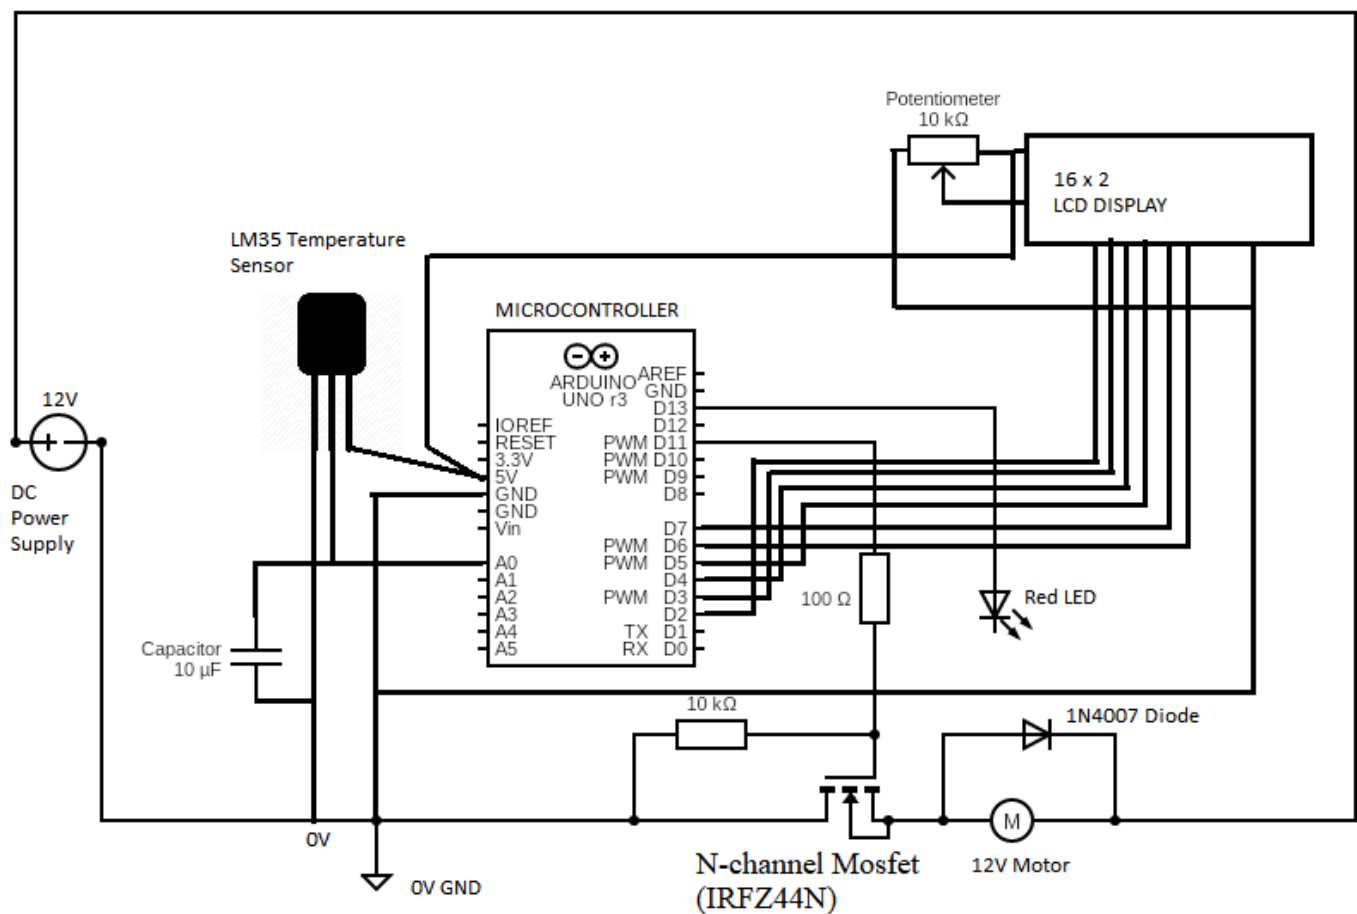 Potentiometer
10 kΩ
16 x 2
LCD DISPLAY
LM35 Temperature
Sensor
MICROCONTROLLER
ARDUINO
UNO r3
AREF
GND
D13
D12
IOREF
RESET
3.3V
5V
GND
GND
Vin
A0
A1
A2
A3
A4
A5
PWM D11
PWM D10
PWM D9
D8
D7
PWM D6
PWM D5
D4
PWM D3
D2
TX D1
RX D0
12V
DC
Power
Supply
Capacitor
10 µF
100 Ω
Red LED
10 kΩ
1N4007 Diode
M
12V Motor
N-channel Mosfet
(IRFZ44N)
0V
0V GND